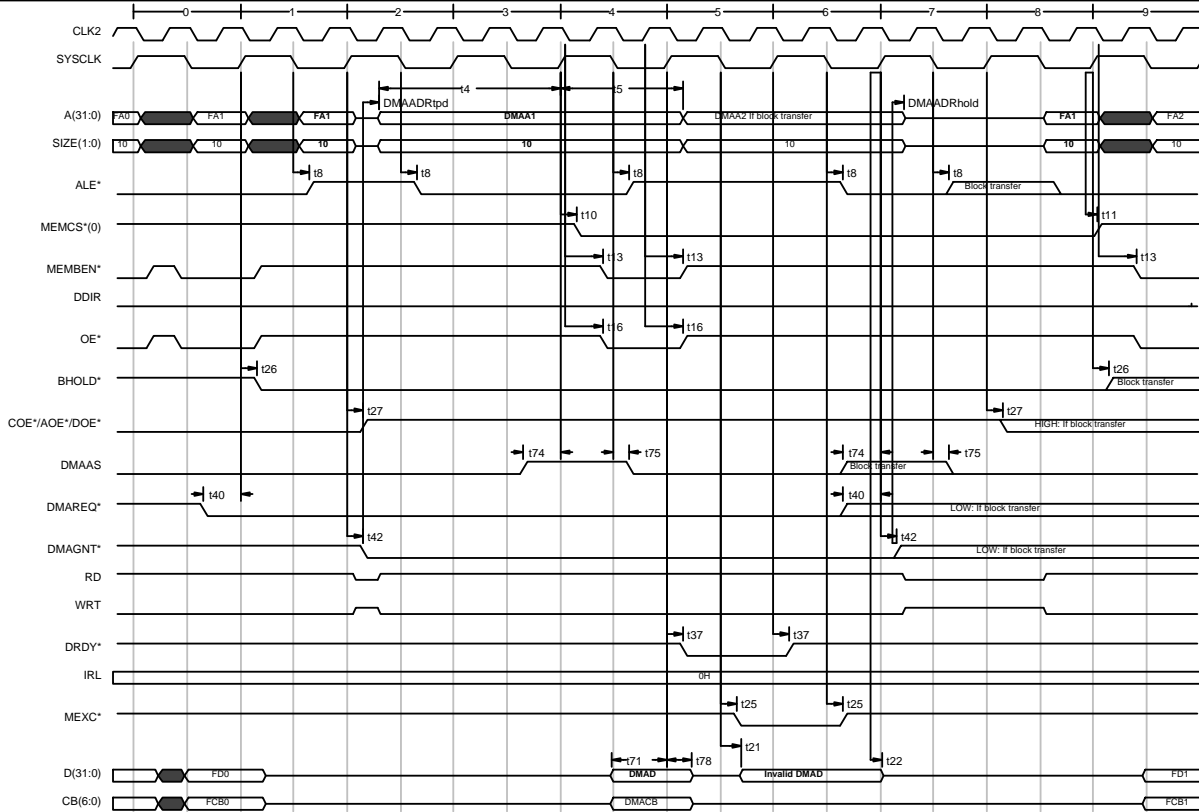 0 1 2 3 4 5 6 7 8 9
CLK2
SYSCLK
t4 t5
DMAADRtpd DMAADRhold
A(31:0) FA0 FA1 FA1 DMAA1 DMAA2 If block transfer FA1 FA2
SIZE(1:0) 10 10 10 10 10 10 10
t8 t8 t8 t8 t8
ALE* Block transfer
t10 t11
MEMCS*(0)
t13 t13 t13
MEMBEN*
DDIR
t16 t16
OE*
t26 t26
BHOLD* Block transfer
t27 t27
COE*/AOE*/DOE* HIGH: If block transfer
t74 t75 t74 t75
DMAAS Block transfer
t40 t40
DMAREQ* LOW: If block transfer
t42 t42
DMAGNT* LOW: If block transfer
RD
WRT
t37 t37
DRDY*
IRL 0H
t25 t25
MEXC*
t21
t71 t78 t22
D(31:0) FD0 DMAD Invalid DMAD FD1
CB(6:0) FCB0 DMACB FCB1